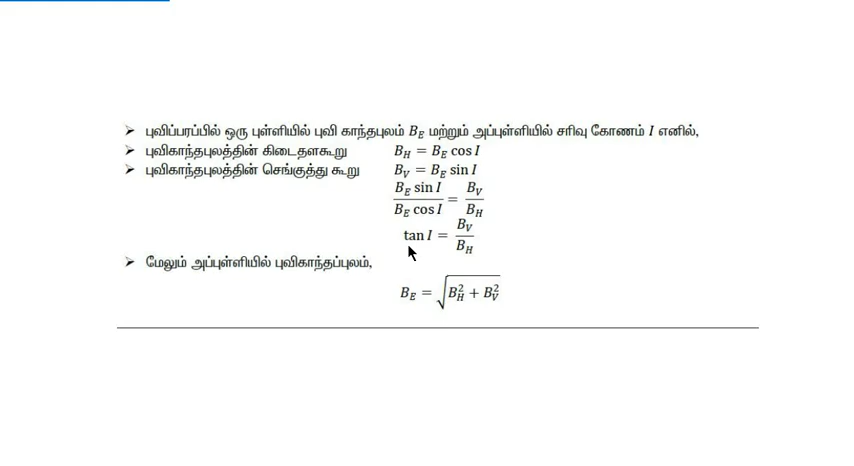 ➢ புவிப்பரப்பில் ஒரு புள்ளியில் புவி காந்தபுலம் B_E மற்றும் அப்புள்ளியில் சரிவு கோணம் I எனில்,
➢ புவிகாந்தபுலத்தின் கிடைதளகூறு B_H = B_E cos I
➢ புவிகாந்தபுலத்தின் செங்குத்து கூறு B_V = B_E sin I
B_E sin I / B_E cos I = B_V / B_H
tan I = B_V / B_H
➢ மேலும் அப்புள்ளியில் புவிகாந்தப்புலம்,
B_E = √(B_H² + B_V²)